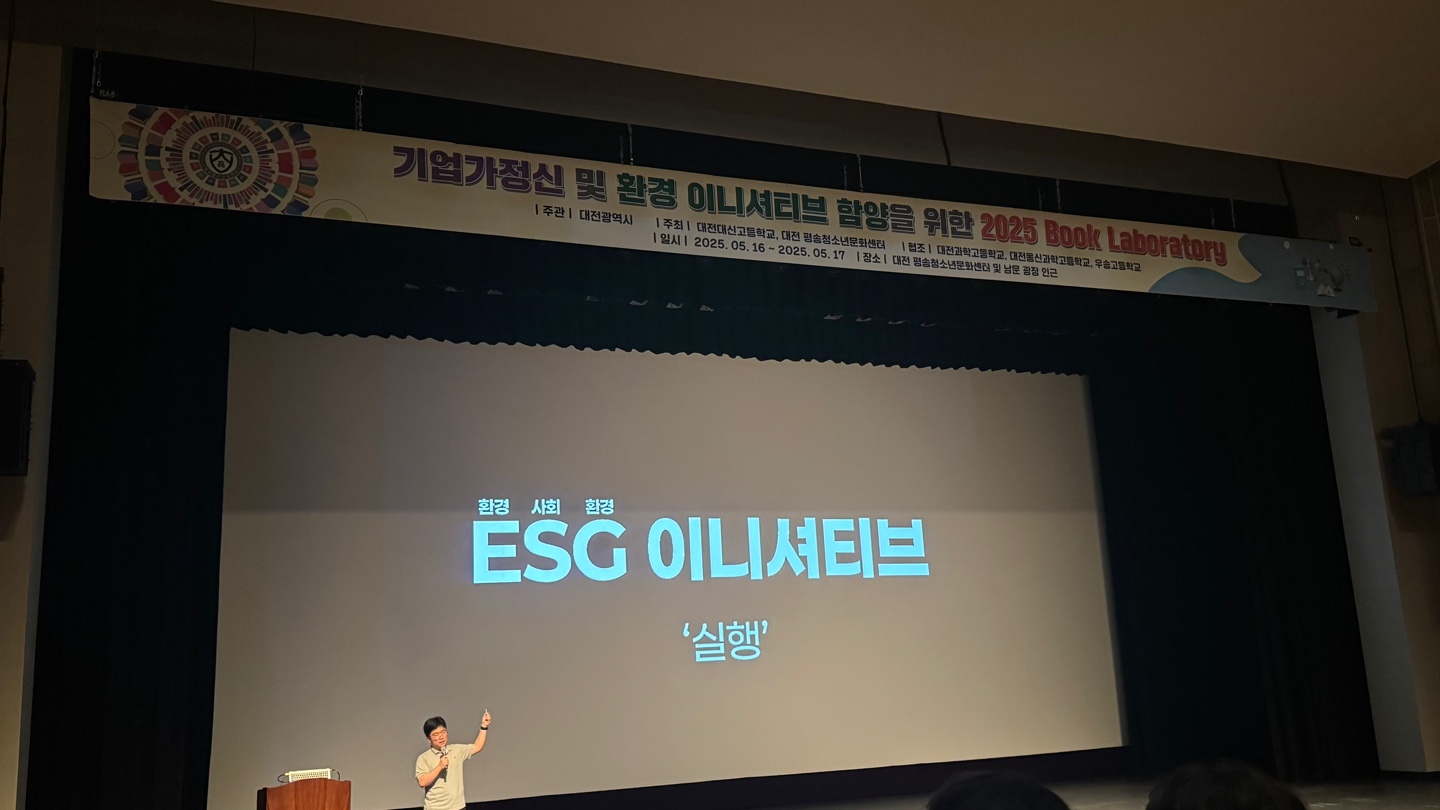 기업가정신 및 환경 이니셔티브 함양을 위한 2025 Book Laboratory
| 주관 | 대전광역시 | 주최 | 대전대신고등학교, 대전 평송청소년문화센터 | 협조 | 대전과학고등학교, 대전동신과학고등학교, 우송고등학교
| 일시 | 2025. 05. 16 ~ 2025. 05. 17 | 장소 | 대전 평송청소년문화센터 및 남문 광장 인근
환경 사회 환경
ESG 이니셔티브
‘실행’